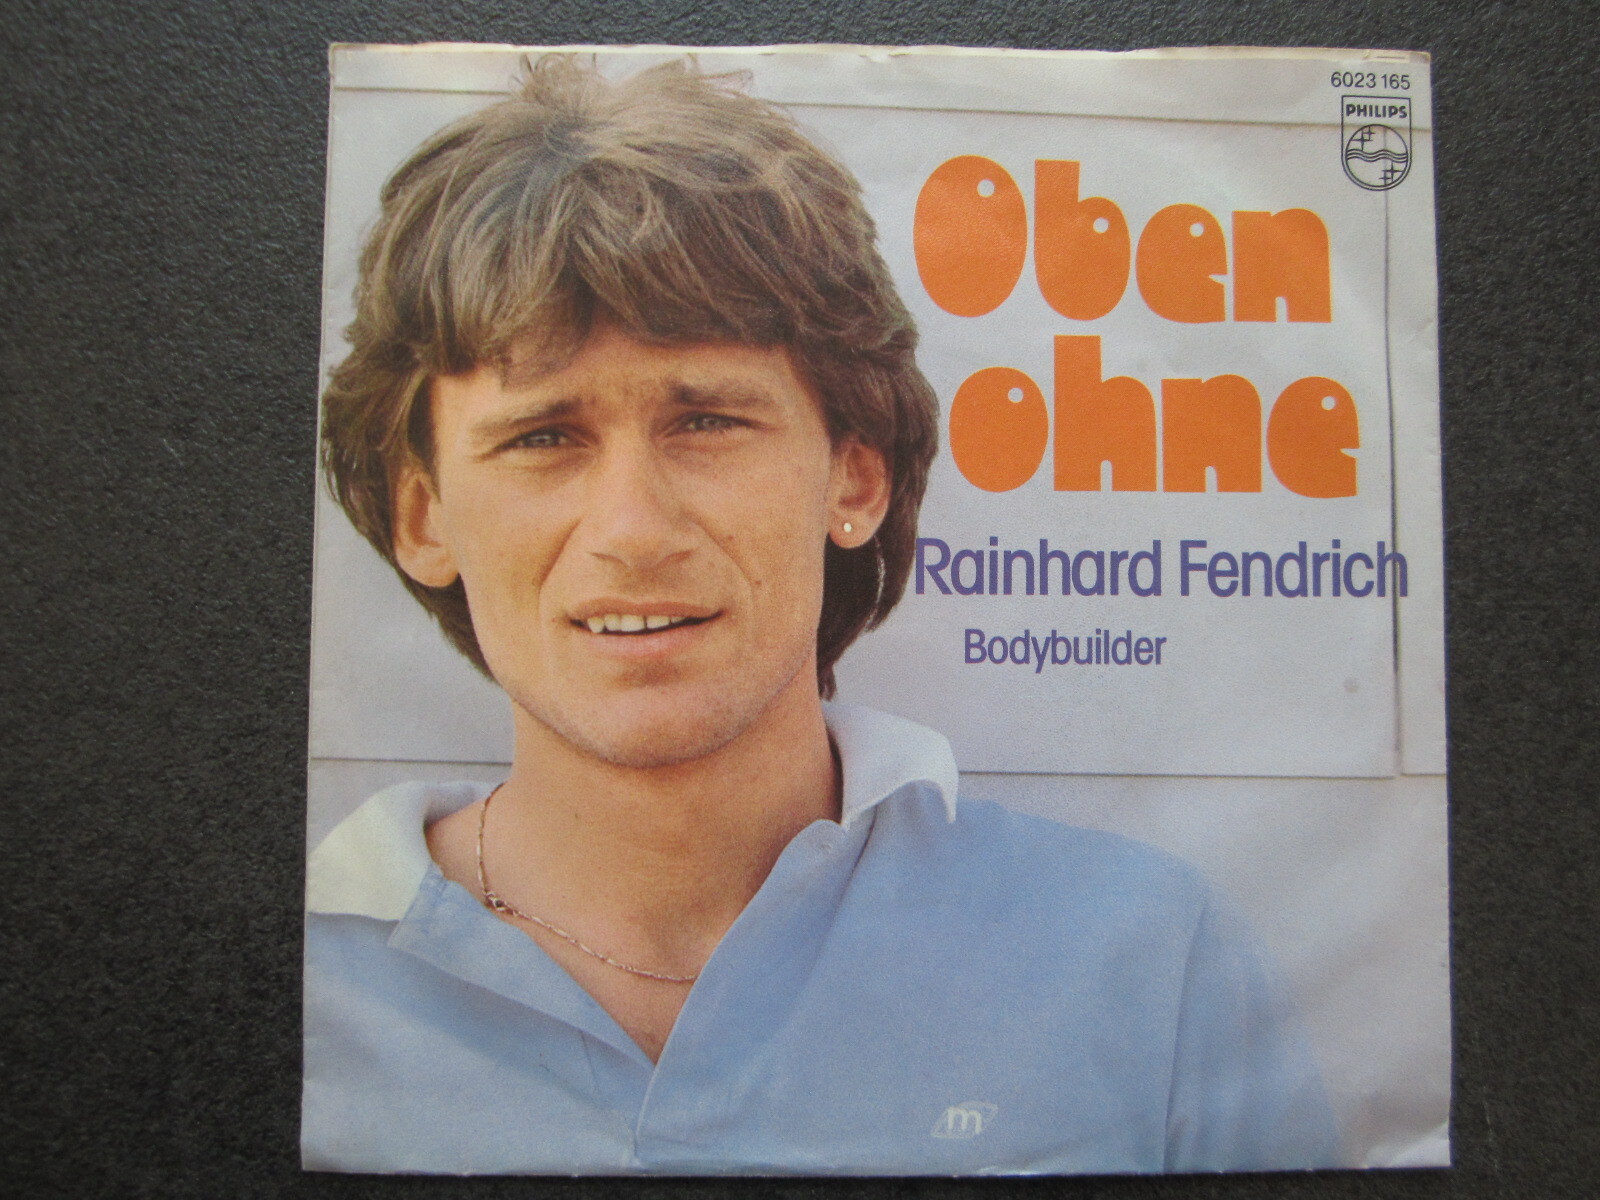 6023 165
PHILIPS
Oben
ohne
Rainhard Fendrich
Bodybuilder
m